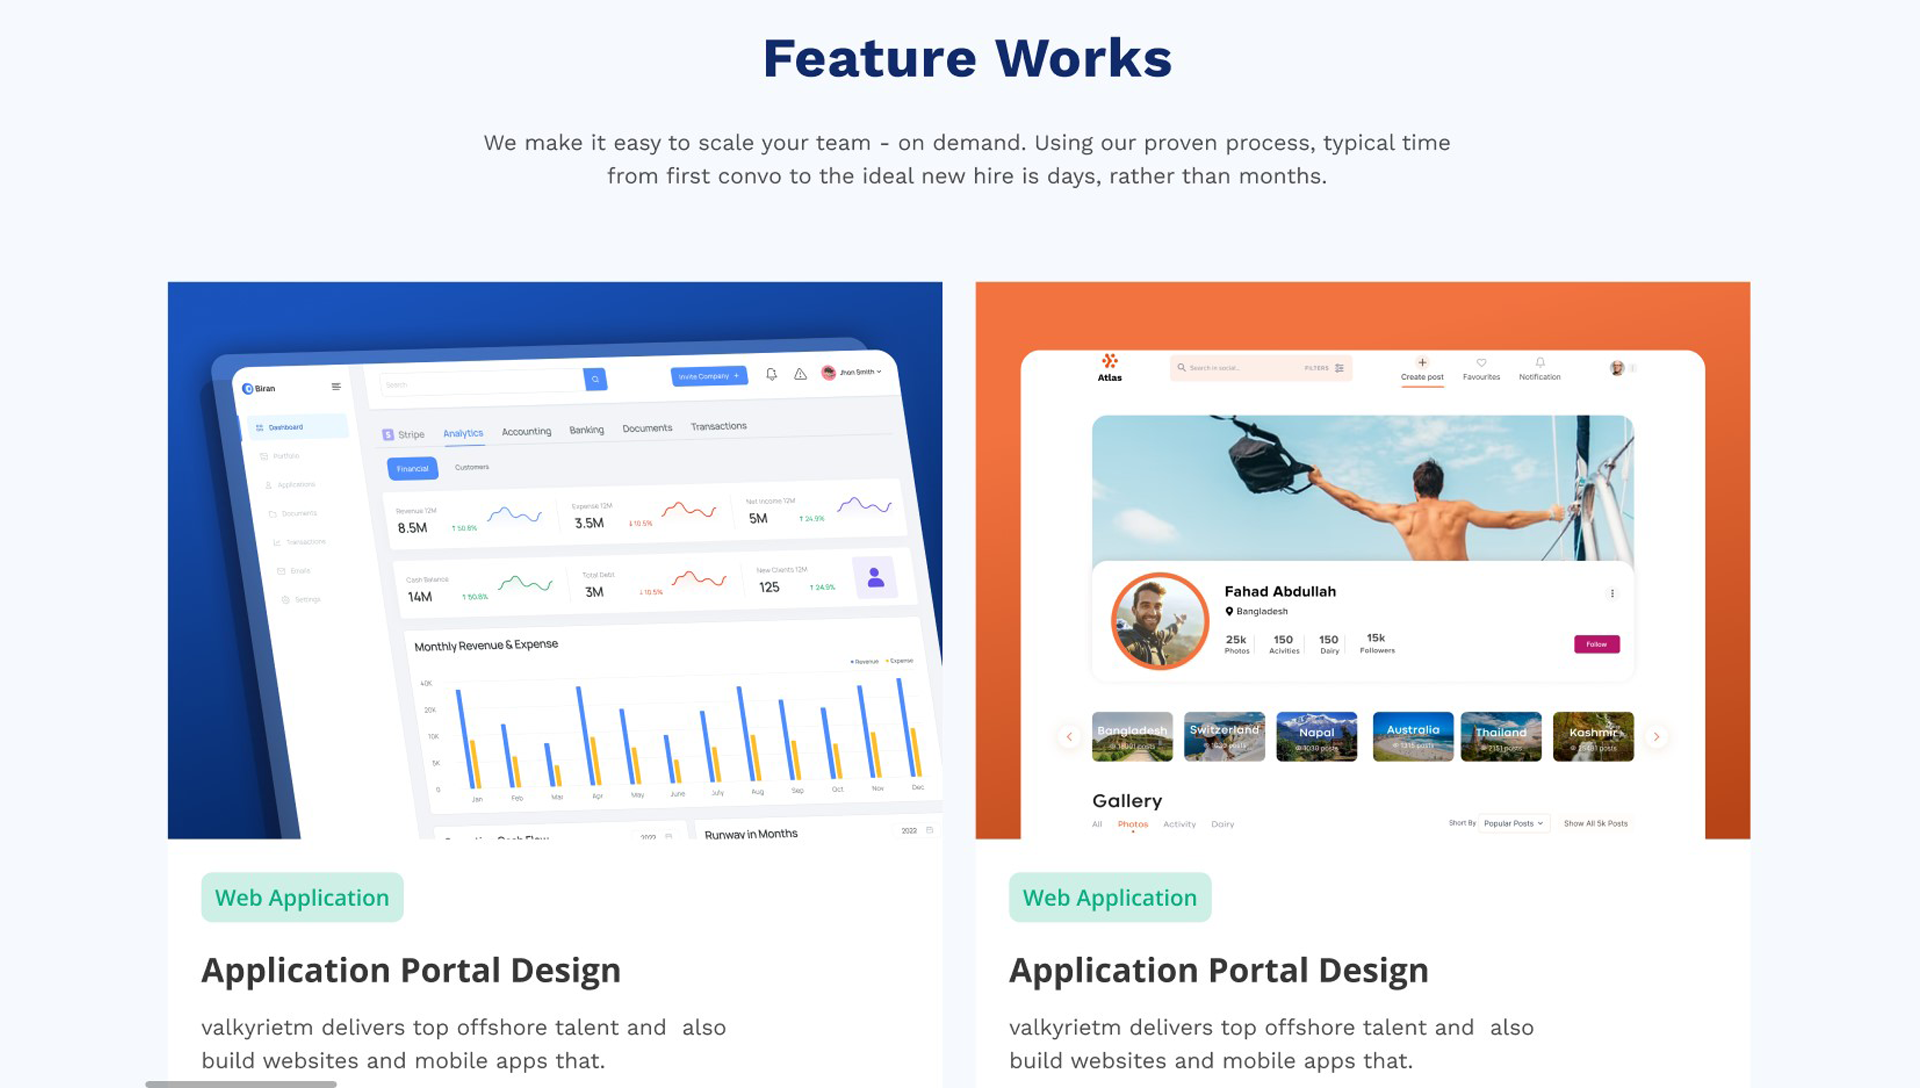 Feature Works
We make it easy to scale your team - on demand. Using our proven process, typical time
from first convo to the ideal new hire is days, rather than months.
Biran
Search
Invite Company +
Jhon Smith
Dashboard
Portfolio
Applications
Documents
Transactions
Emails
Settings
S Stripe Analytics Accounting Banking Documents Transactions
Financial Customers
Revenue 12M
8.5M 50.8%
Expense 12M
3.5M 10.5%
Net Income 12M
5M 24.9%
Cash Balance
14M 50.8%
Total Debt
3M 10.5%
New Clients 12M
125 24.9%
Monthly Revenue & Expense
Revenue Expense
40K
20K
10K
5K
0
Jan Feb Mar Apr May June July Aug Sep Oct Nov Dec
2022
Runway in Months 2022
Atlas
Search in social... FILTERS
Create post Favourites Notification
Fahad Abdullah
Bangladesh
25k 150 150 15k
Photos Acivities Dairy Followers
Follow
Bangladesh
Switzerland
Napal
1039 posts
Australia
Thailand
Kashmir
Gallery
All Photos Activity Dairy
Short By Popular Posts Show All 5k Posts
Web Application
Application Portal Design
valkyrietm delivers top offshore talent and also
build websites and mobile apps that.
Web Application
Application Portal Design
valkyrietm delivers top offshore talent and also
build websites and mobile apps that.